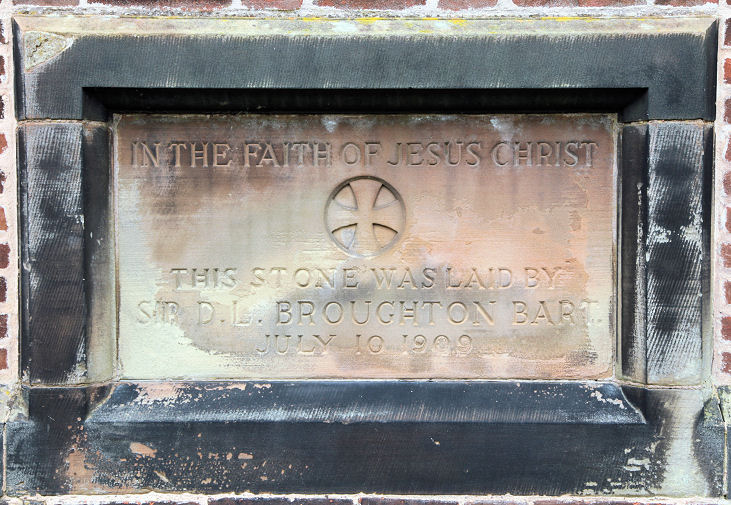 IN THE FAITH OF JESUS CHRIST
THIS STONE WAS LAID BY
SIR D. L. BROUGHTON BART.
JULY 10 1909